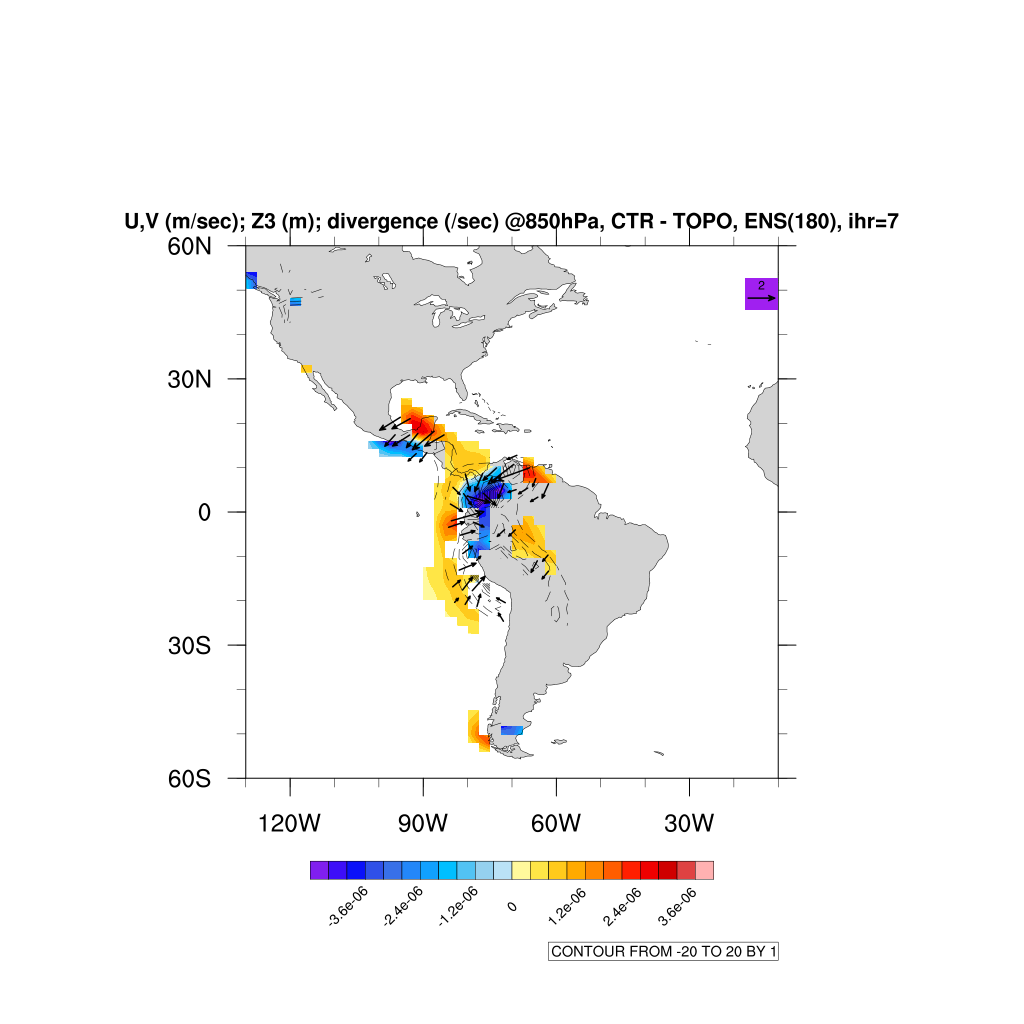 U,V (m/sec); Z3 (m); divergence (/sec) @850hPa, CTR - TOPO, ENS(180), ihr=7
60N
2
30N
0
30S
60S
120W 90W 60W 30W
-3.6e-06 -2.4e-06 -1.2e-06 0 1.2e-06 2.4e-06 3.6e-06
CONTOUR FROM -20 TO 20 BY 1